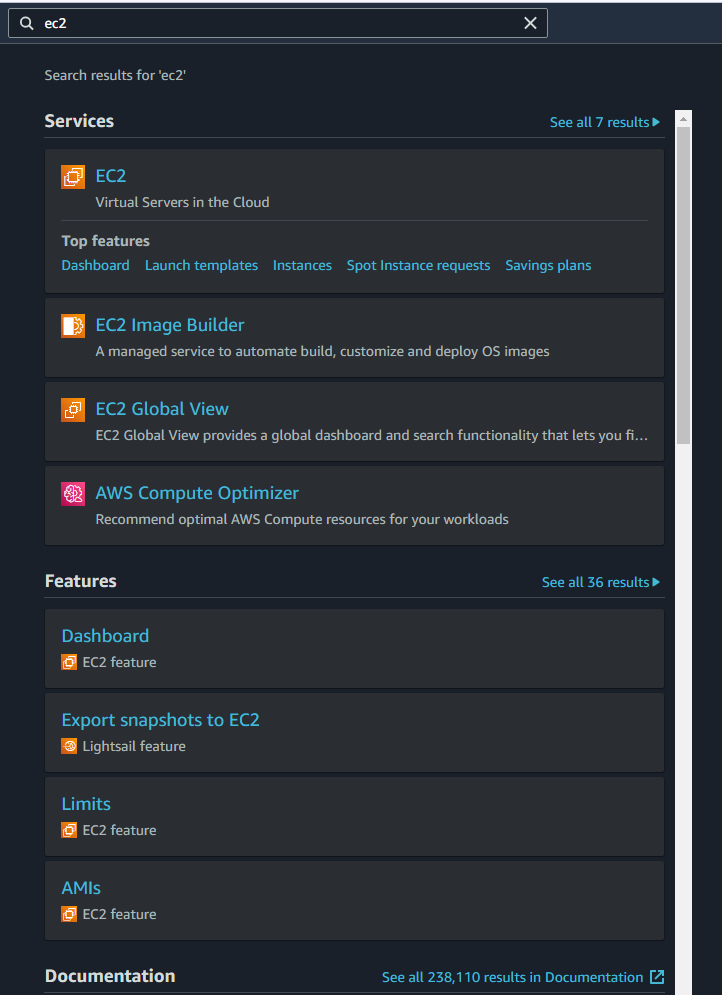 ec2
Search results for 'ec2'
Services
See all 7 results
EC2
Virtual Servers in the Cloud
Top features
Dashboard Launch templates Instances Spot Instance requests Savings plans
EC2 Image Builder
A managed service to automate build, customize and deploy OS images
EC2 Global View
EC2 Global View provides a global dashboard and search functionality that lets you fi...
AWS Compute Optimizer
Recommend optimal AWS Compute resources for your workloads
Features
See all 36 results
Dashboard
EC2 feature
Export snapshots to EC2
Lightsail feature
Limits
EC2 feature
AMIs
EC2 feature
Documentation
See all 238,110 results in Documentation